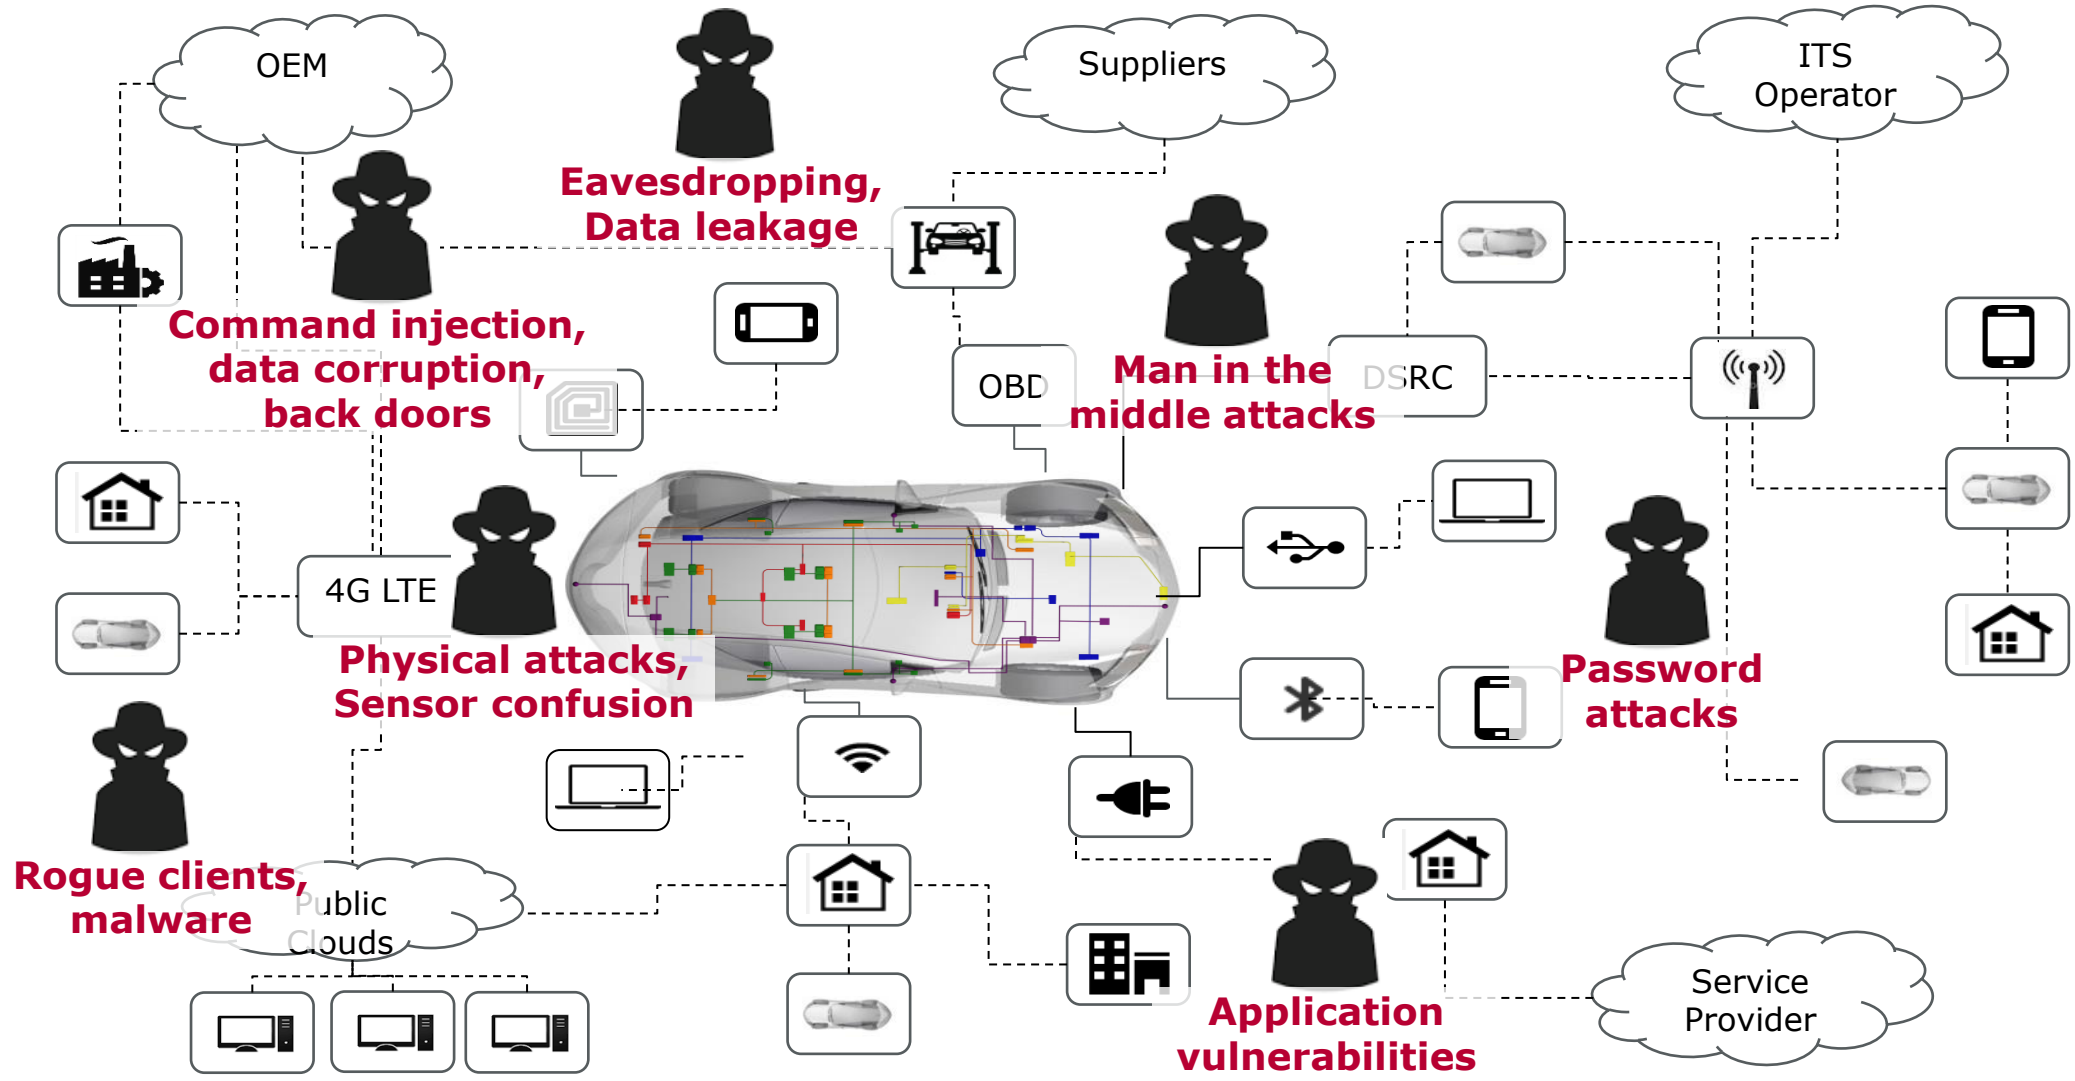 OEM
Suppliers
ITS
Operator
Eavesdropping,
Data leakage
Command injection,
data corruption,
back doors
OBD
Man in the
middle attacks
DSRC
4G LTE
Physical attacks,
Sensor confusion
Password
attacks
Rogue clients,
malware
Public
Clouds
Application
vulnerabilities
Service
Provider